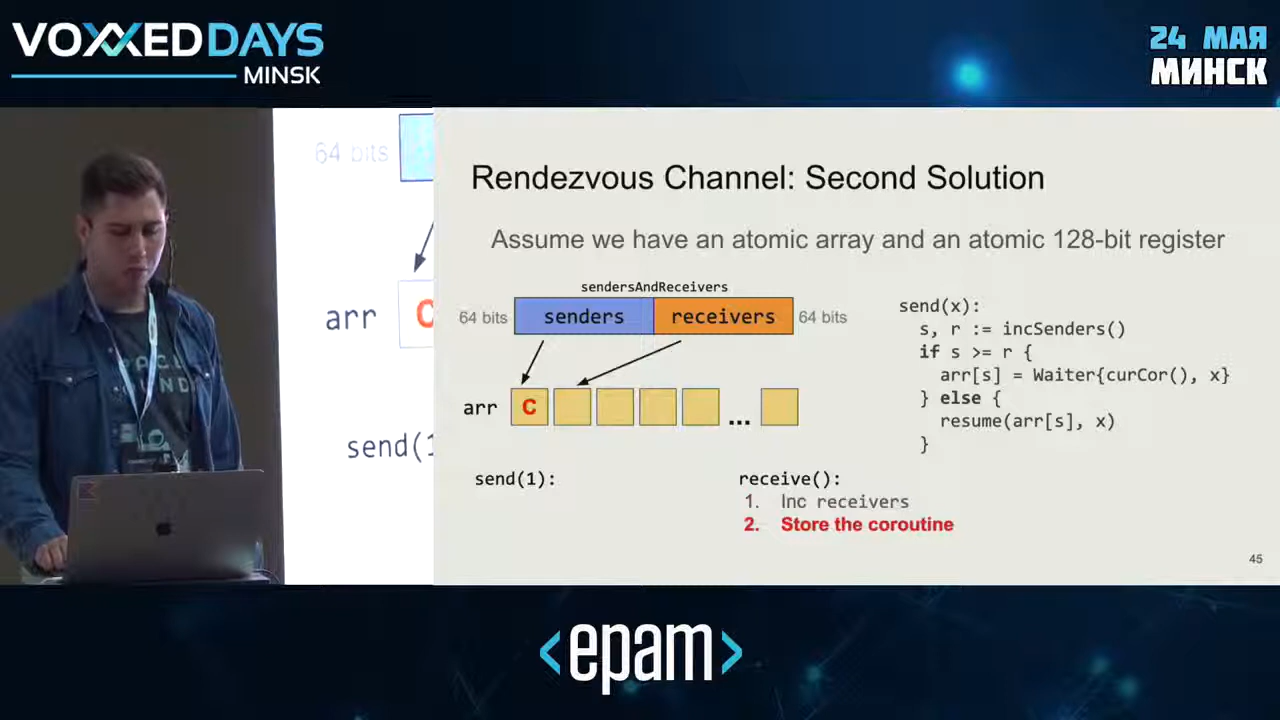 VOXXEDDAYS
MINSK
24 МАЯ
МИНСК
64 bits
arr
C
send(1
Rendezvous Channel: Second Solution
Assume we have an atomic array and an atomic 128-bit register
sendersAndReceivers
64 bits senders receivers 64 bits
arr C ...
send(x):
s, r := incSenders()
if s >= r {
arr[s] = Waiter{curCor(), x}
} else {
resume(arr[s], x)
}
send(1):
receive():
1. Inc receivers
2. Store the coroutine
45
<epam>